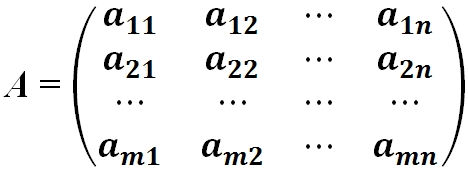 a₁₁ a₁₂ ⋯ a₁ₙ
a₂₁ a₂₂ ⋯ a₂ₙ
A = ⋯ ⋯ ⋯ ⋯
aₘ₁ aₘ₂ ⋯ aₘₙ